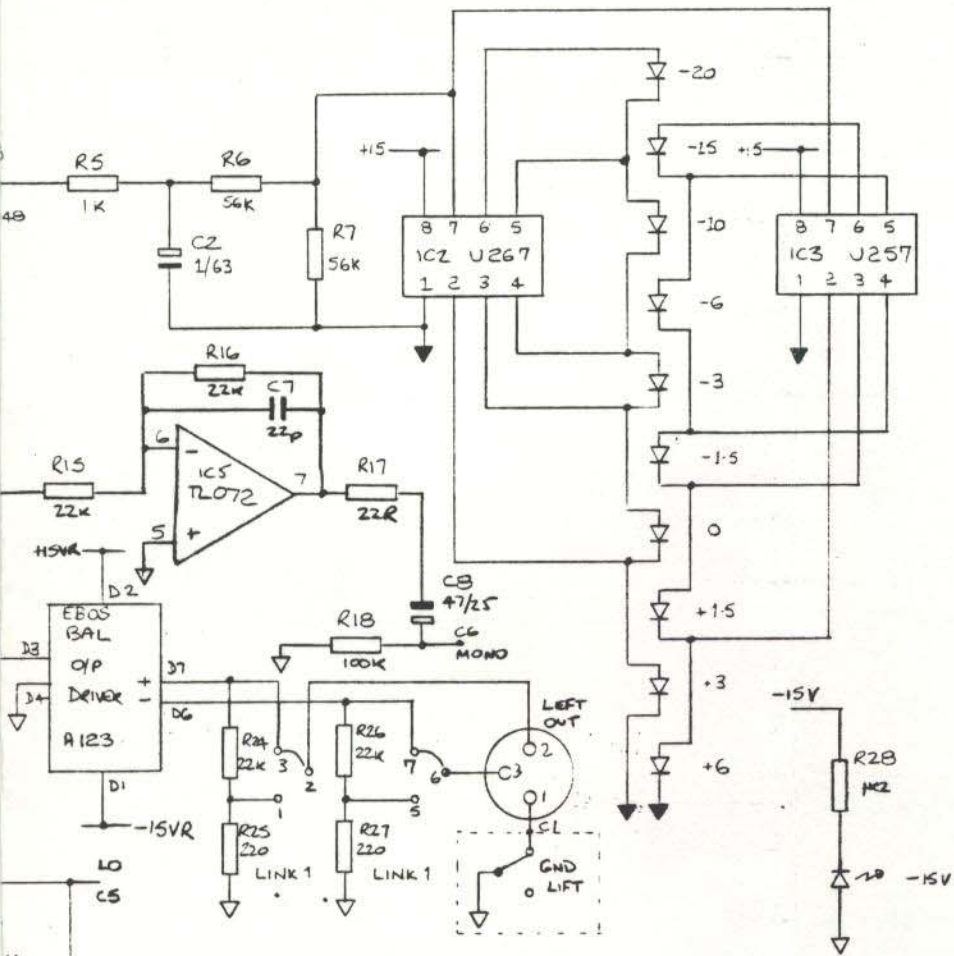 -20
R5
R6
+15
-15
+15
1K
56K
48
C2
1/63
R7
56K
8 7 6 5
IC2 U267
1 2 3 4
-10
8 7 6 5
IC3 U257
1 2 3 4
-6
R16
22K
C7
22p
-3
6
-
IC5
TL072
7
R17
-1.5
R15
22K
5
+
22R
0
+15VR
D2
C8
47/25
+1.5
EBOS
BAL
O/P
DRIVER
A123
D3
D4
D7
+
-
D6
R18
100K
C6
MONO
+3
-15V
LEFT
OUT
R24
22K
3
2
1
R26
22K
7
6
5
2
3
1
+6
R28
D1
-15VR
R25
220
LINK 1
R27
220
LINK 1
C1
GND
LIFT
-15V
LO
C5